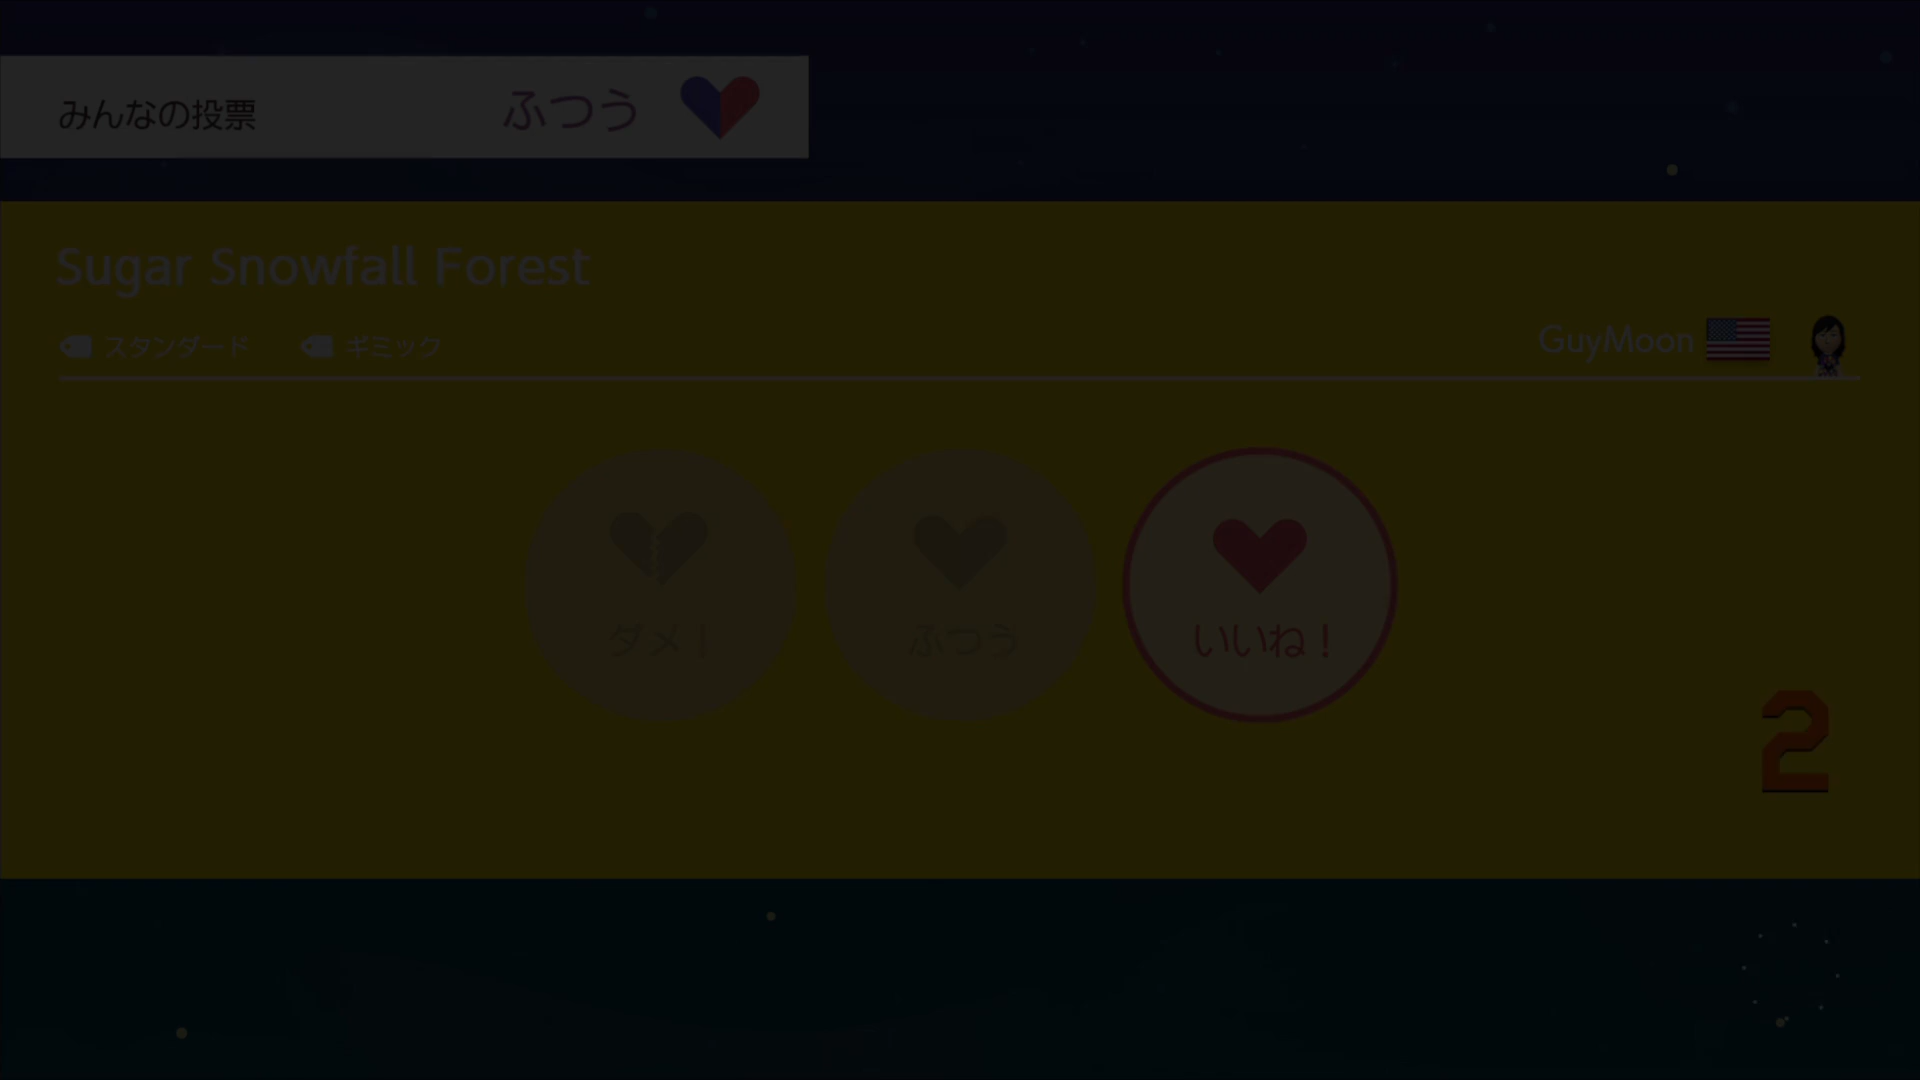 みんなの投票 ふつう
Sugar Snowfall Forest
スタンダード ギミック
GuyMoon
ダメ！ ふつう いいね！
2